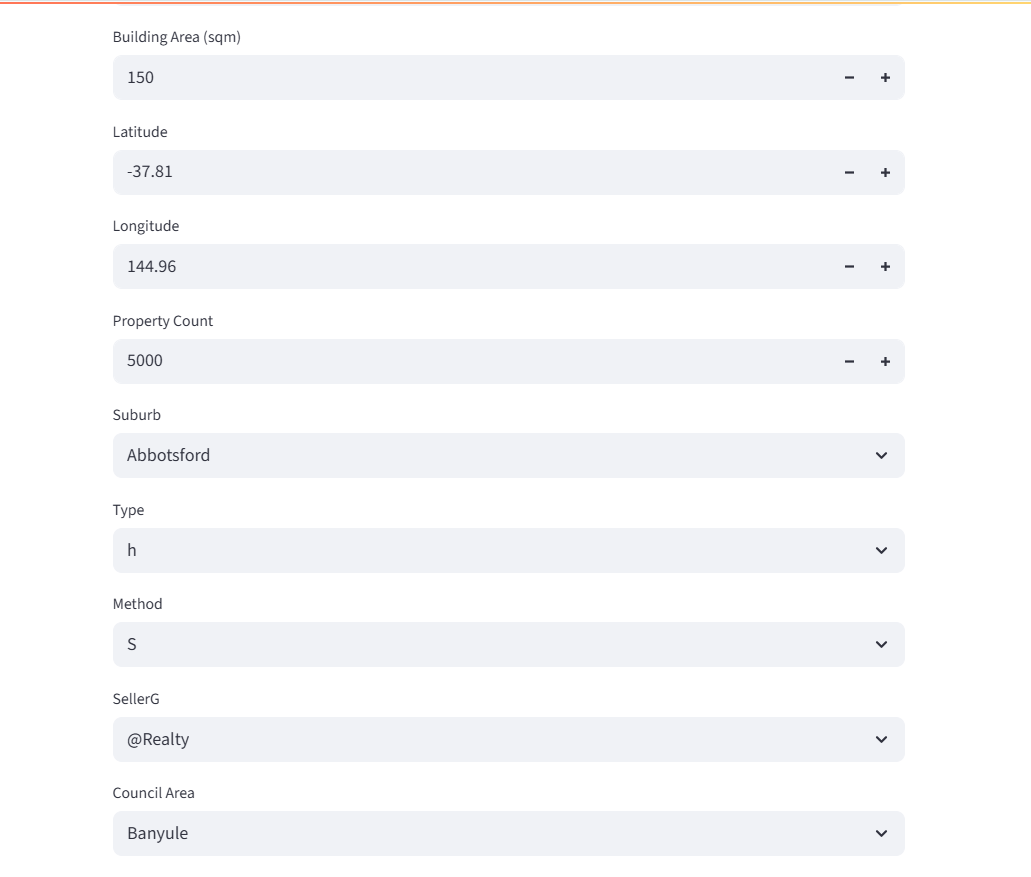 Building Area (sqm)
150
Latitude
-37.81
Longitude
144.96
Property Count
5000
Suburb
Abbotsford
Type
h
Method
S
SellerG
@Realty
Council Area
Banyule